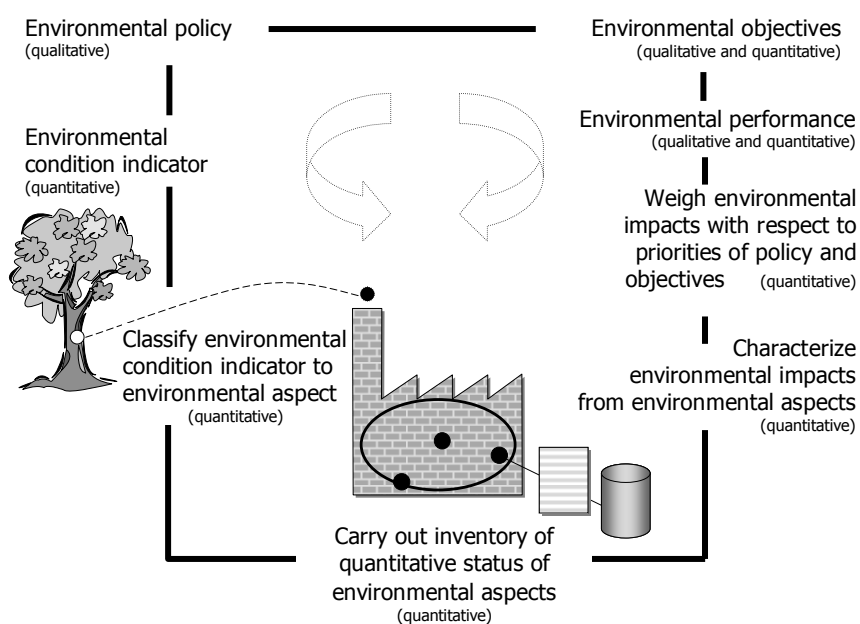 Environmental policy
(qualitative)
Environmental objectives
(qualitative and quantitative)
Environmental
condition indicator
(quantitative)
Environmental performance
(qualitative and quantitative)
Weigh environmental
impacts with respect to
priorities of policy and
objectives (quantitative)
Classify environmental
condition indicator to
environmental aspect
(quantitative)
Characterize
environmental impacts
from environmental aspects
(quantitative)
Carry out inventory of
quantitative status of
environmental aspects
(quantitative)